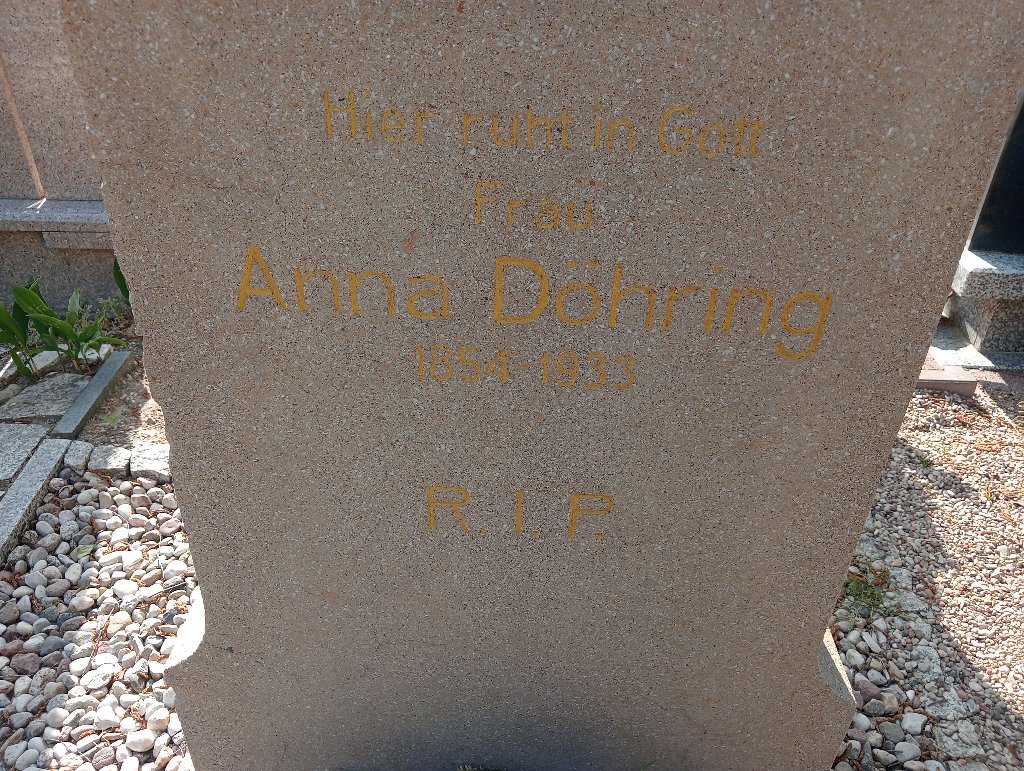 Hier ruht in Gott
Frau
Anna Döhring
1854-1933
R. I. P.